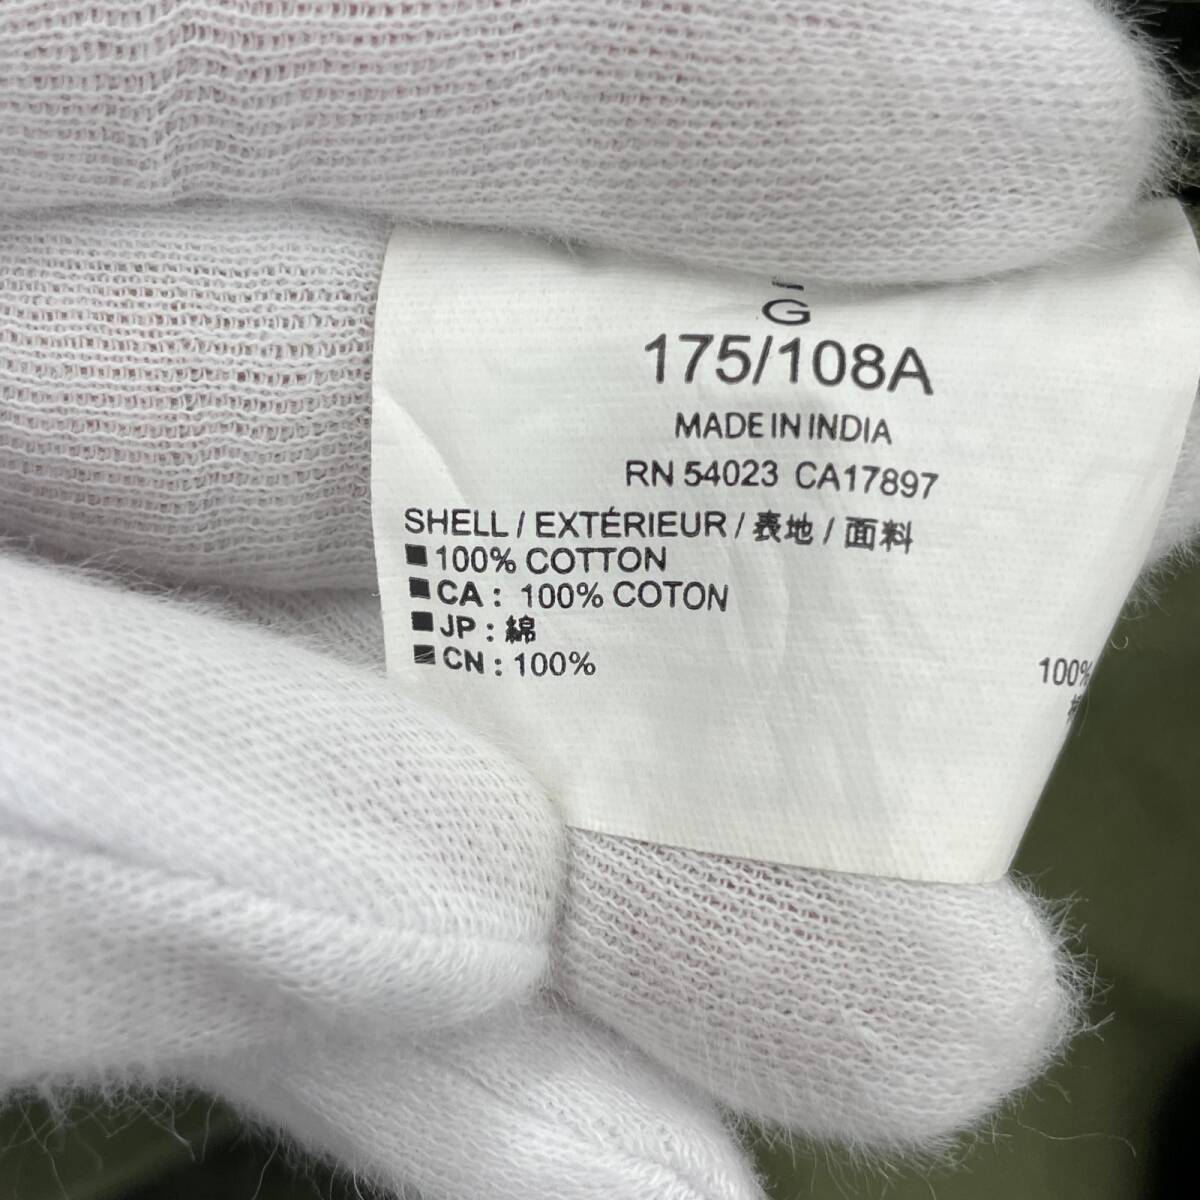 G
175/108A
MADE IN INDIA
RN 54023 CA17897
SHELL / EXTÉRIEUR / 表地 / 面料
■ 100% COTTON
■ CA : 100% COTON
■ JP : 綿
100%
■ CN : 100%